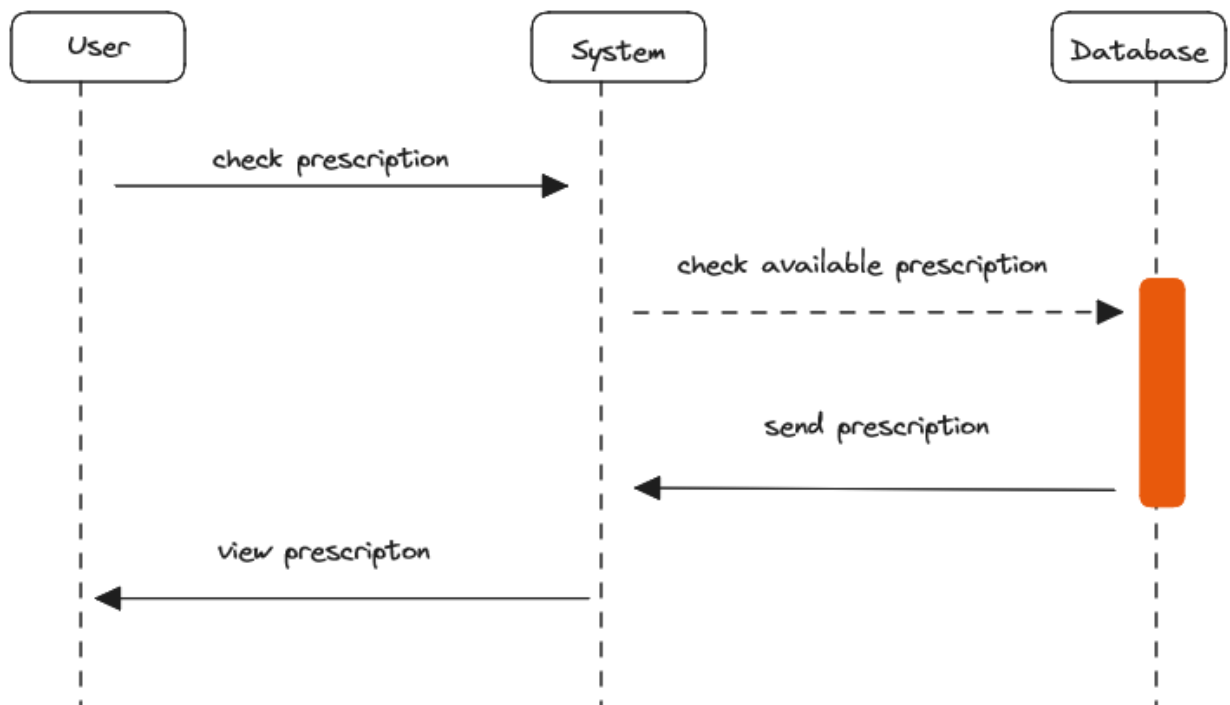 User
System
Database
check prescription
check available prescription
send prescription
view prescripton